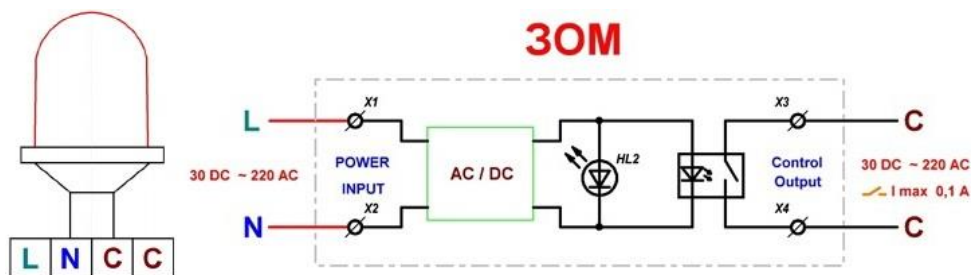 ЗОМ
L
X1
X3
C
30 DC ~ 220 AC
POWER
INPUT
AC / DC
HL2
Control
Output
30 DC ~ 220 AC
I max 0,1 A
N
X2
X4
C
L N C C